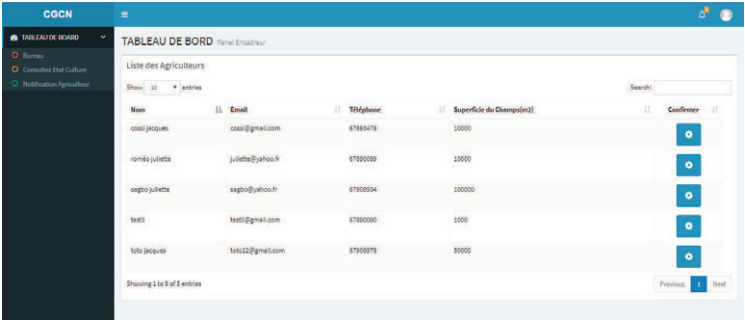 CGCN
TABLEAU DE BOARD
Bureau
Consultez Etat Culture
Notification Agriculteur
TABLEAU DE BORD Panel Encadreur
Liste des Agriculteurs
Show 10 entries
Search:
Nom Email Téléphone Superficie du Champs(m2) Confirmer
cossi jacques cossi@gmail.com 67893478 10000
roméo juliette juliette@yahoo.fr 67890089 10000
sagbo juliette sagbo@yahoo.fr 67908934 100000
test3 test3@gmail.com 67890090 1000
toto jacques toto12@gmail.com 67908978 50000
Showing 1 to 5 of 5 entries
Previous 1 Next